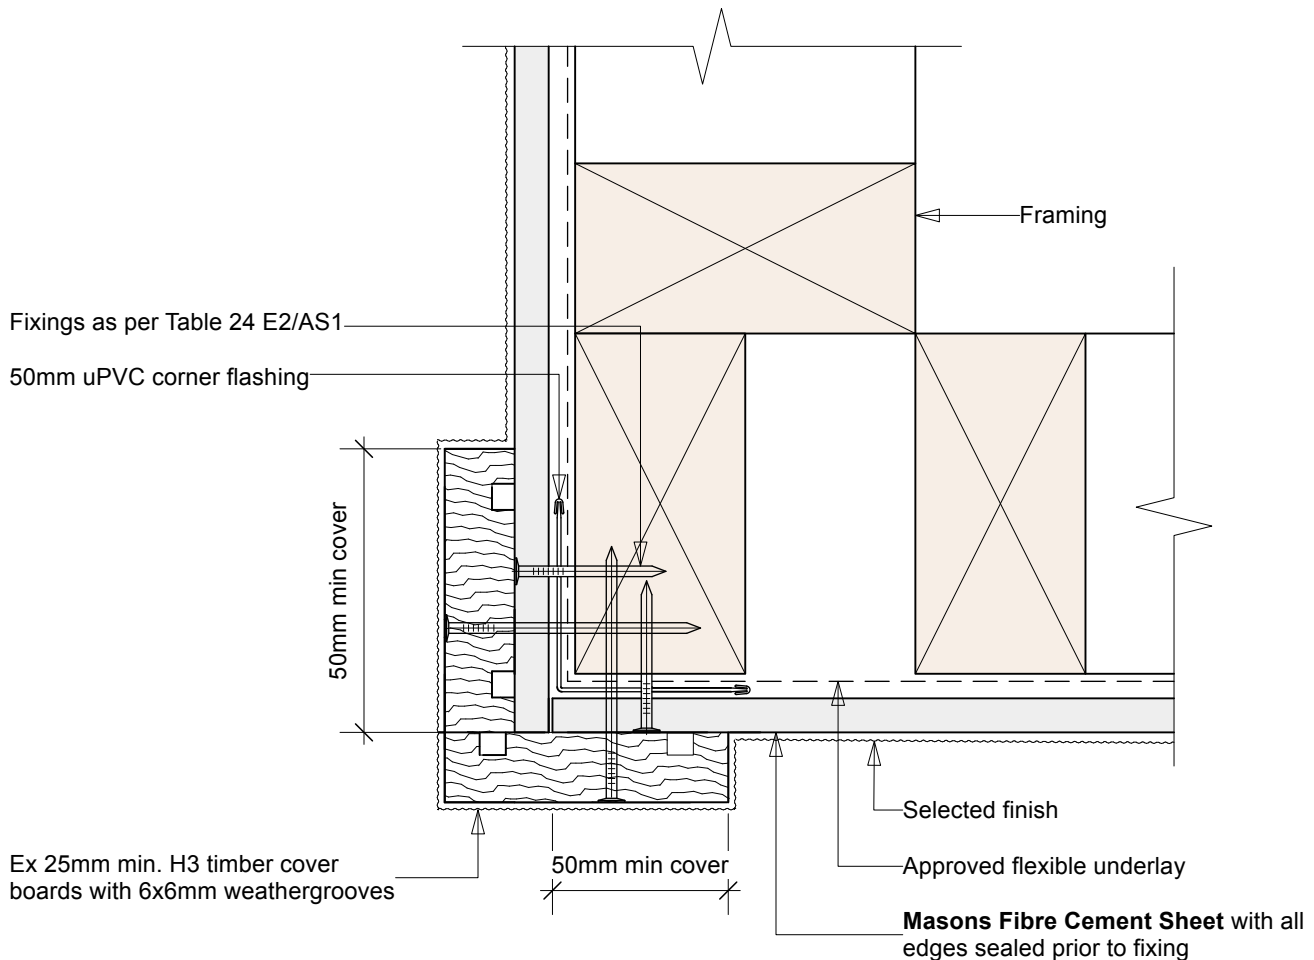 Framing
Fixings as per Table 24 E2/AS1
50mm uPVC corner flashing
50mm min cover
Selected finish
Ex 25mm min. H3 timber cover
boards with 6x6mm weathergrooves
50mm min cover
Approved flexible underlay
Masons Fibre Cement Sheet with all
edges sealed prior to fixing